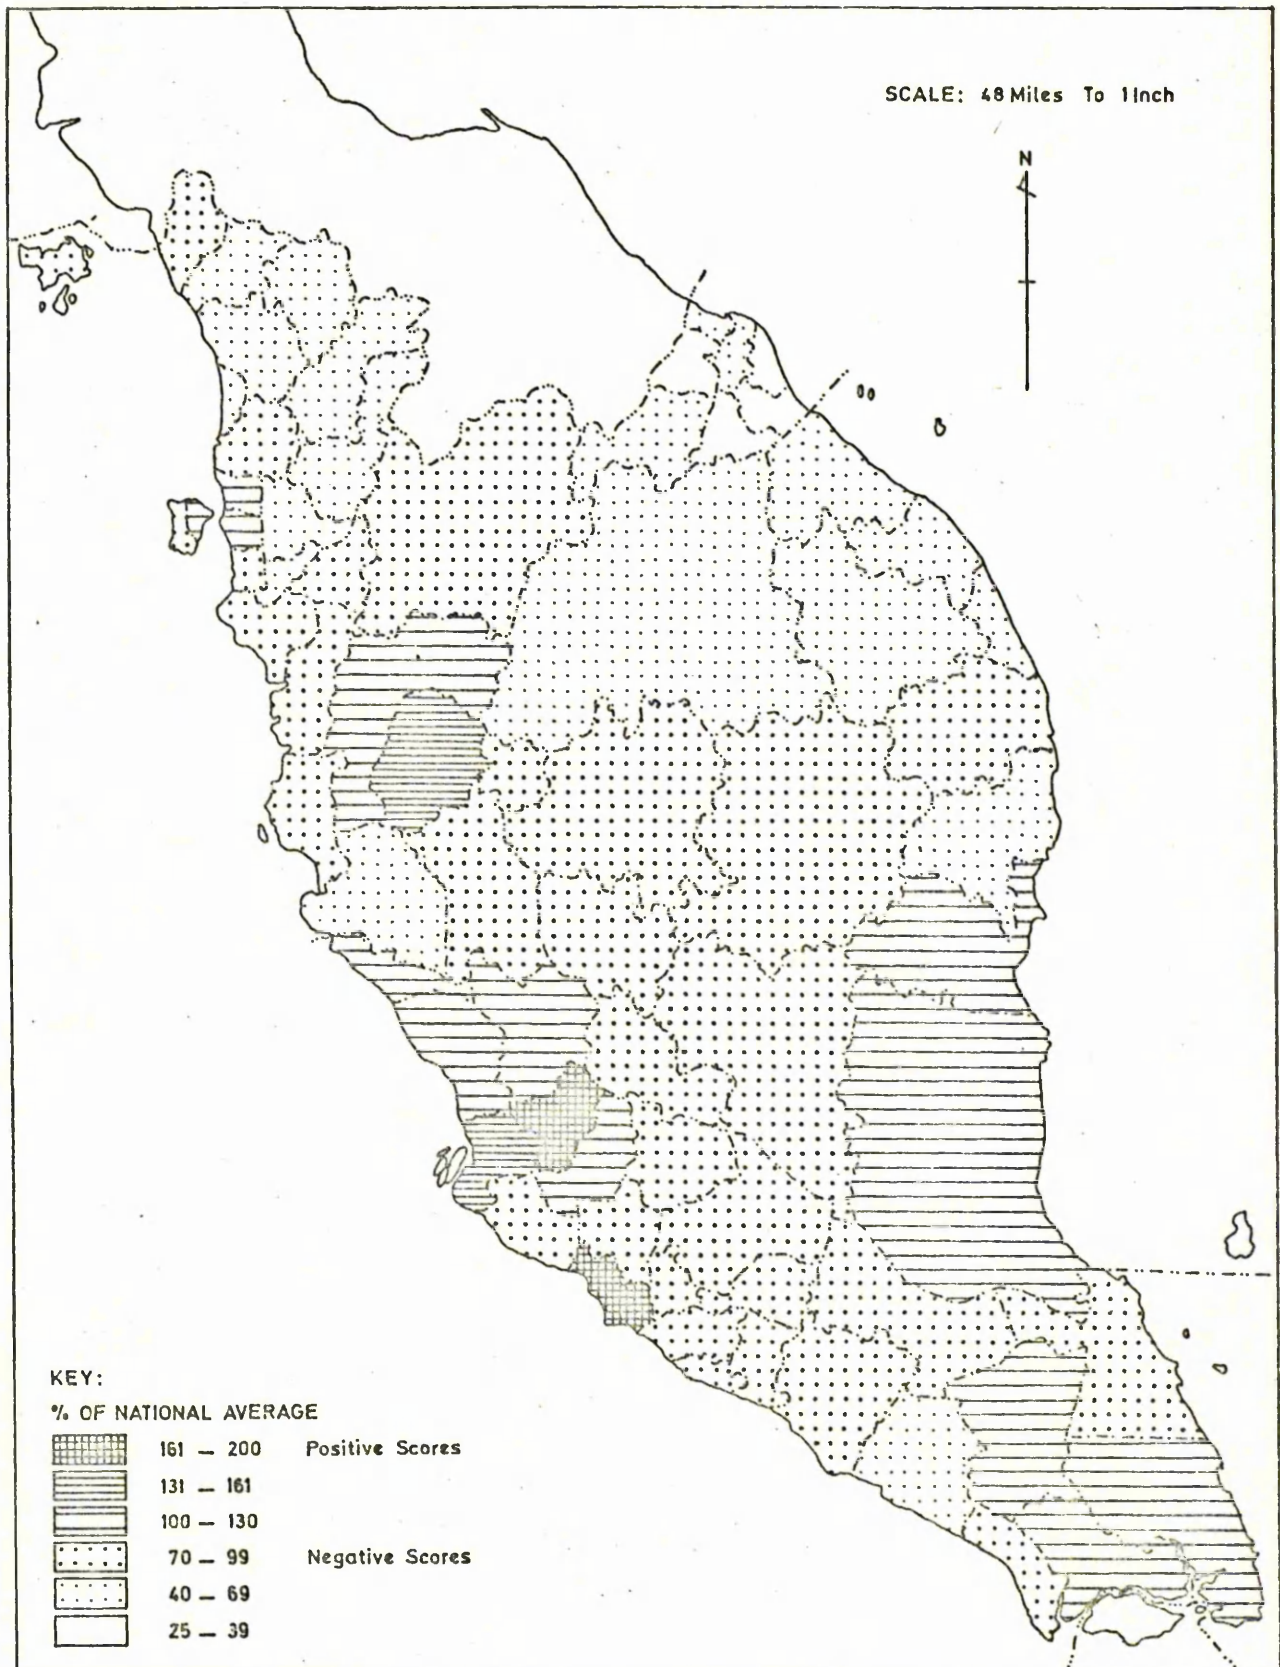 SCALE: 48 Miles To 1 Inch
N
KEY:
% OF NATIONAL AVERAGE
161 — 200 Positive Scores
131 — 161
100 — 130
70 — 99 Negative Scores
40 — 69
25 — 39